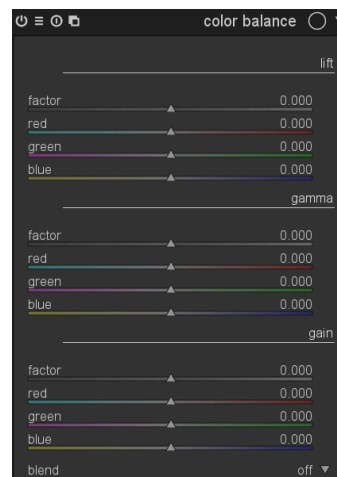 color balance
lift
factor 0.000
red 0.000
green 0.000
blue 0.000
gamma
factor 0.000
red 0.000
green 0.000
blue 0.000
gain
factor 0.000
red 0.000
green 0.000
blue 0.000
blend off